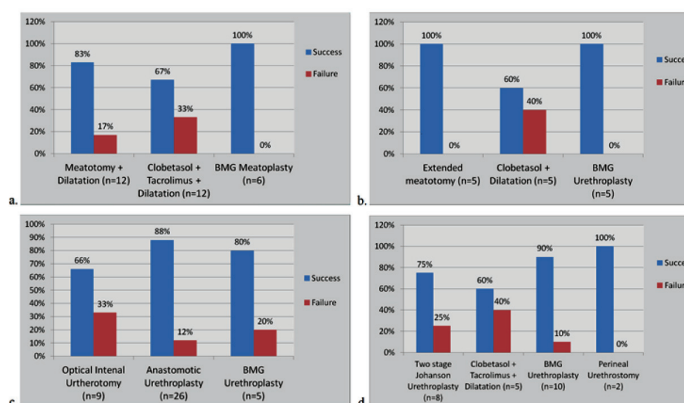 120%
100%
80%
60%
40%
20%
0%
83%
17%
67%
33%
100%
0%
Success
Failure
Meatotomy +
Dilatation (n=12)
Clobetasol +
Tacrolimus +
Dilatation (n=12)
BMG Meatoplasty
(n=6)
a.
120%
100%
80%
60%
40%
20%
0%
100%
0%
60%
40%
100%
0%
Success
Failure
Extended
meatotomy (n=5)
Clobetasol +
Dilatation (n=5)
BMG
Urethroplasty
(n=5)
b.
100%
90%
80%
70%
60%
50%
40%
30%
20%
10%
0%
66%
33%
88%
12%
80%
20%
Success
Failure
Optical Intenal
Urtherotomy
(n=9)
Anastomotic
Urethroplasty
(n=26)
BMG
Urethroplasty
(n=5)
c.
120%
100%
80%
60%
40%
20%
0%
75%
25%
60%
40%
90%
10%
100%
0%
Succe
Failur
Two stage
Johanson
Urethroplasty
(n=8)
Clobetasol +
Tacrolimus +
Dilatation (n=5)
BMG
Urethroplasty
(n=10)
Perineal
Urethrostomy
(n=2)
d.